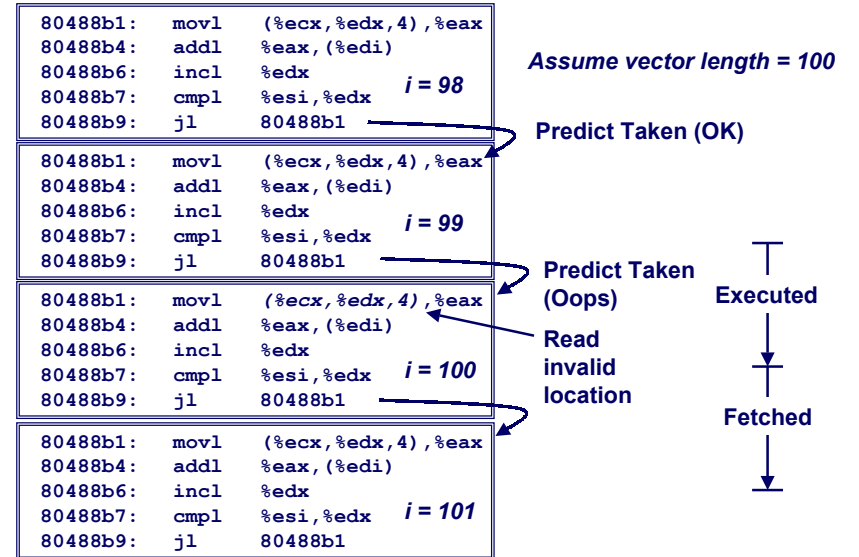 80488b1: movl (%ecx,%edx,4),%eax
80488b4: addl %eax,(%edi)
80488b6: incl %edx
80488b7: cmpl %esi,%edx
i = 98
80488b9: jl 80488b1
Assume vector length = 100
Predict Taken (OK)
80488b1: movl (%ecx,%edx,4),%eax
80488b4: addl %eax,(%edi)
80488b6: incl %edx
80488b7: cmpl %esi,%edx
i = 99
80488b9: jl 80488b1
Predict Taken
(Oops)
80488b1: movl (%ecx,%edx,4),%eax
80488b4: addl %eax,(%edi)
80488b6: incl %edx
80488b7: cmpl %esi,%edx
i = 100
80488b9: jl 80488b1
Read
invalid
location
Executed
Fetched
80488b1: movl (%ecx,%edx,4),%eax
80488b4: addl %eax,(%edi)
80488b6: incl %edx
80488b7: cmpl %esi,%edx
i = 101
80488b9: jl 80488b1